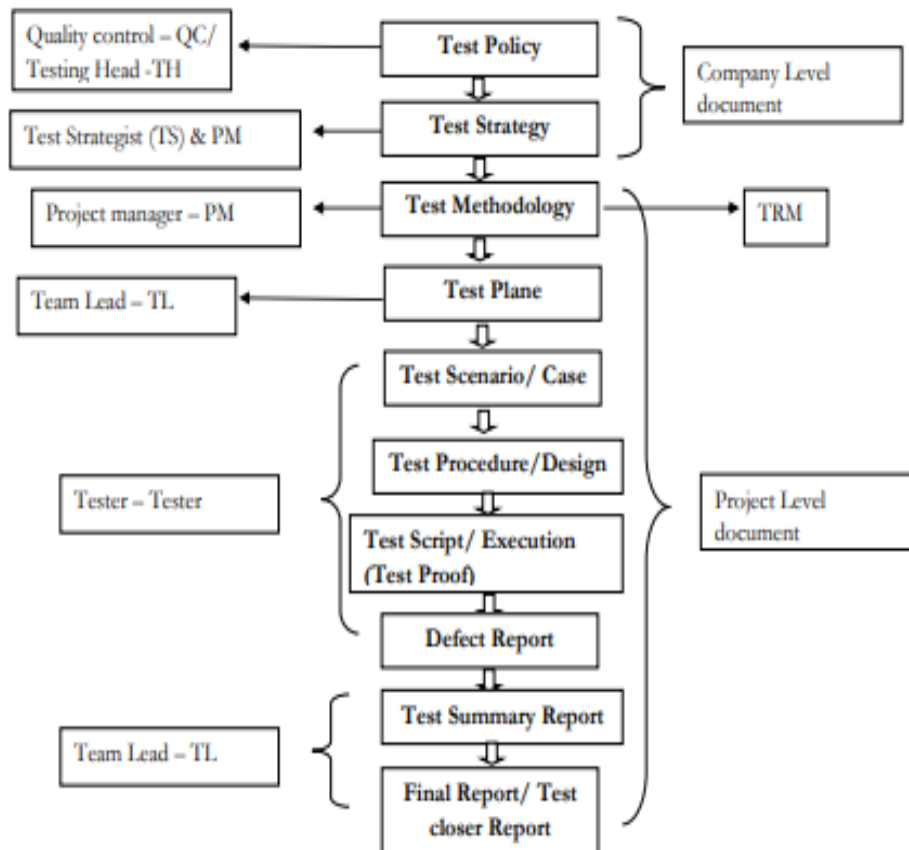 Quality control – QC/
Testing Head -TH
Test Policy
Company Level
document
Test Strategist (TS) & PM
Test Strategy
Project manager – PM
Test Methodology
TRM
Team Lead – TL
Test Plane
Test Scenario/ Case
Test Procedure/Design
Tester – Tester
Project Level
document
Test Script/ Execution
(Test Proof)
Defect Report
Test Summary Report
Team Lead – TL
Final Report/ Test
closer Report